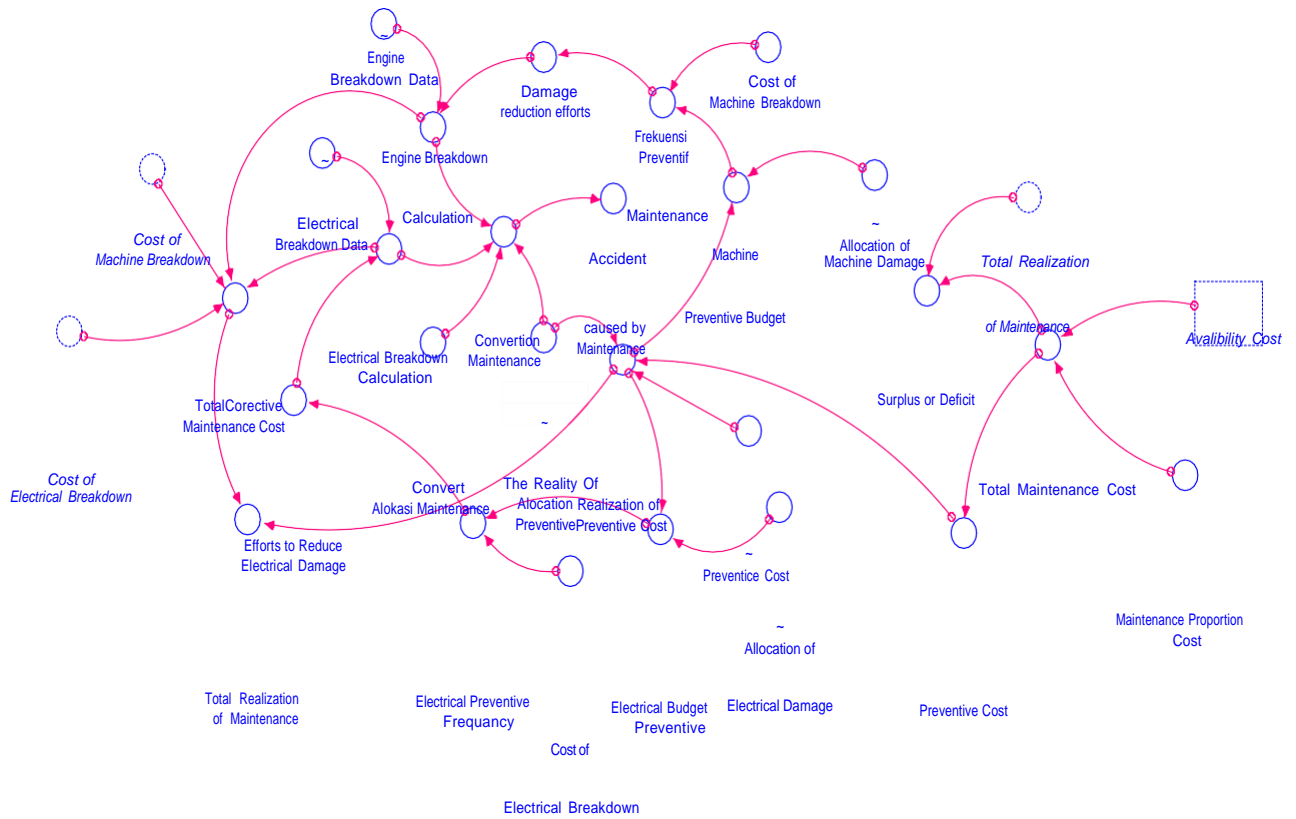 ~
Engine
Breakdown Data
Damage
reduction efforts
Cost of
Machine Breakdown
Frekuensi
Preventif
Engine Breakdown
~
Calculation
Maintenance
Electrical
Breakdown Data
Cost of
Machine Breakdown
Accident
Machine
~
Allocation of
Machine Damage
Total Realization
of Maintenance
Avalibility Cost
Preventive Budget
caused by
Maintenance
Convertion
Maintenance
Electrical Breakdown
Calculation
TotalCorective
Maintenance Cost
Surplus or Deficit
~
Cost of
Electrical Breakdown
Convert
Alokasi Maintenance
The Reality Of
Alocation
Preventive
Realization of
Preventive Cost
Total Maintenance Cost
Efforts to Reduce
Electrical Damage
~
Preventice Cost
~
Allocation of
Electrical Damage
Maintenance Proportion
Cost
Total Realization
of Maintenance
Electrical Preventive
Frequancy
Electrical Budget
Preventive
Preventive Cost
Cost of
Electrical Breakdown